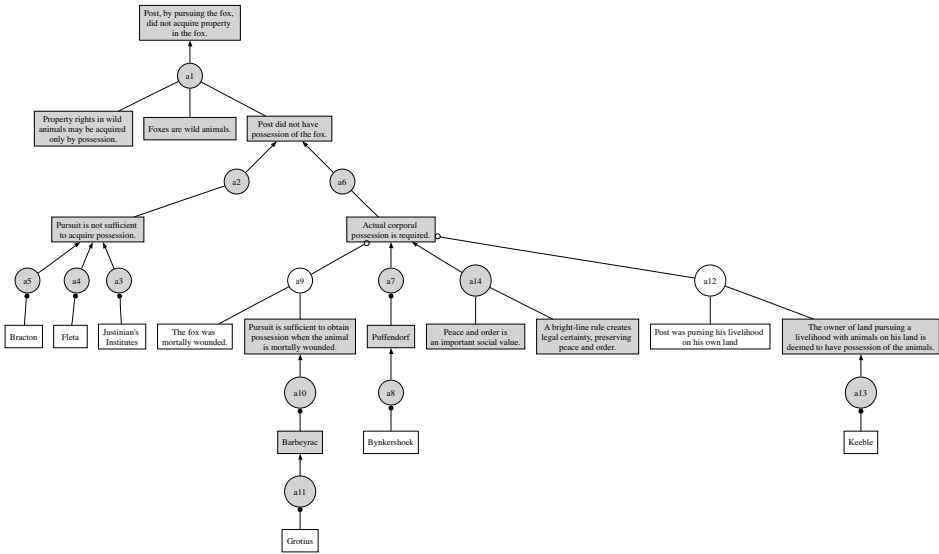 Post, by pursuing the fox,
did not acquire property
in the fox.
a1
Property rights in wild
animals may be acquired
only by possession.
Foxes are wild animals.
Post did not have
possession of the fox.
a2
a6
Pursuit is not sufficient
to acquire possession.
Actual corporal
possession is required.
a5
a4
a3
a9
a7
a14
a12
Bracton
Fleta
Justinian's
Institutes
The fox was
mortally wounded.
Pursuit is sufficient to obtain
possession when the animal
is mortally wounded.
Puffendorf
Peace and order is
an important social value.
A bright-line rule creates
legal certainty, preserving
peace and order.
Post was pursing his livelihood
on his own land
The owner of land pursuing a
livelihood with animals on his land is
deemed to have possession of the animals.
a10
a8
a13
Barbeyrac
Bynkershoek
Keeble
a11
Grotius